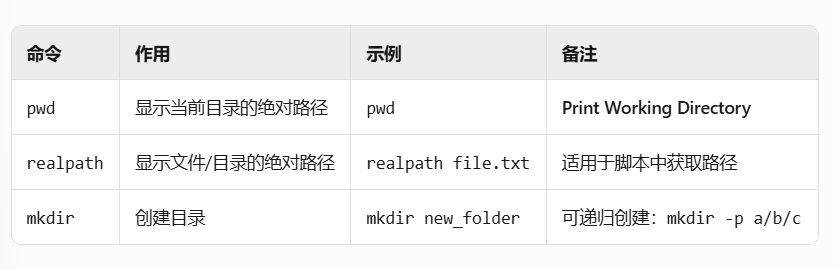 命令 作用 示例 备注
pwd 显示当前目录的绝对路径 pwd Print Working Directory
realpath 显示文件/目录的绝对路径 realpath file.txt 适用于脚本中获取路径
mkdir 创建目录 mkdir new_folder 可递归创建：mkdir -p a/b/c